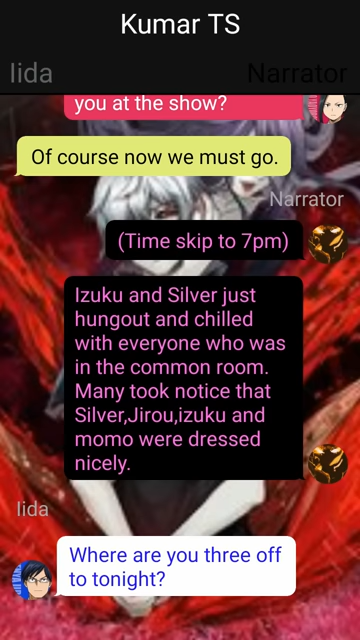 Kumar TS
Iida
Narrator
you at the show?
Of course now we must go.
Narrator
(Time skip to 7pm)
Izuku and Silver just
hungout and chilled
with everyone who was
in the common room.
Many took notice that
Silver,Jirou,izuku and
momo were dressed
nicely.
Iida
Where are you three off
to tonight?